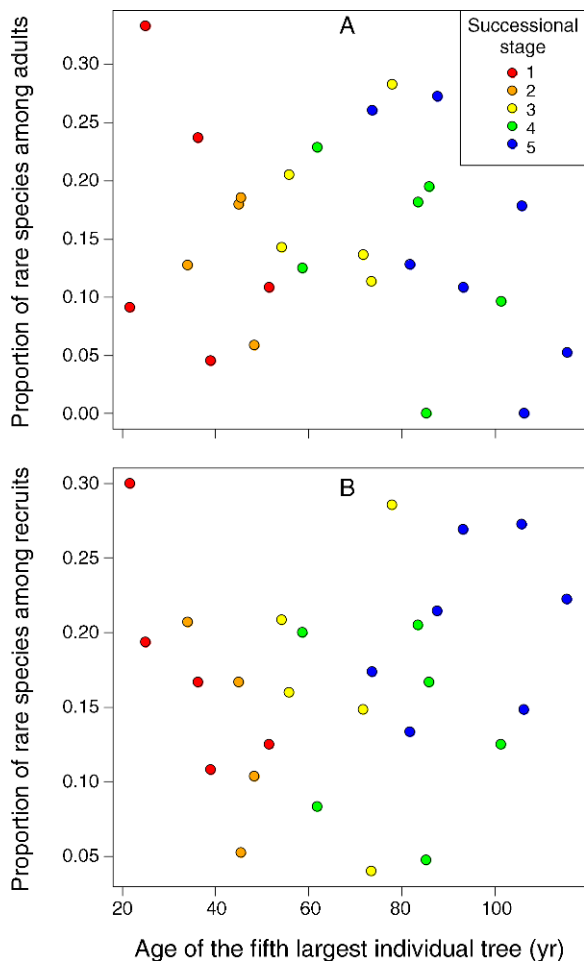 A
Successional
stage
1
2
3
4
5
Proportion of rare species among adults
0.30
0.25
0.20
0.15
0.10
0.05
0.00
B
Proportion of rare species among recruits
0.30
0.25
0.20
0.15
0.10
0.05
20 40 60 80 100
Age of the fifth largest individual tree (yr)